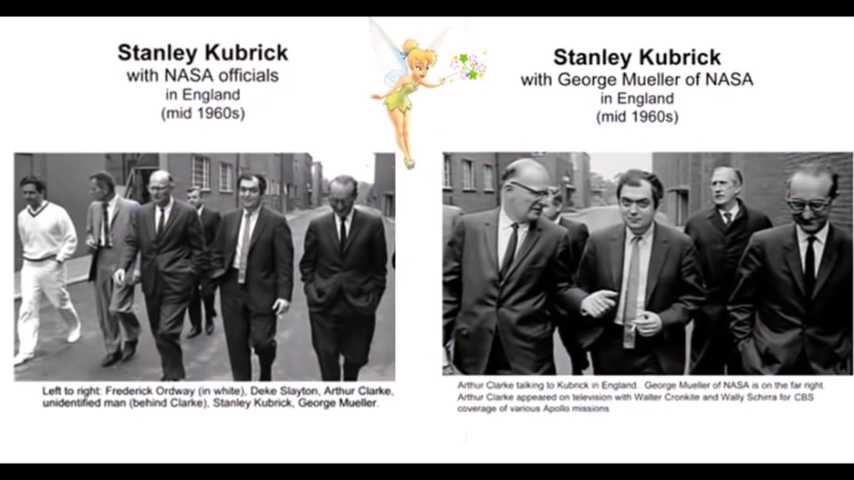 Stanley Kubrick
with NASA officials
in England
(mid 1960s)
Left to right: Frederick Ordway (in white), Deke Slayton, Arthur Clarke,
unidentified man (behind Clarke), Stanley Kubrick, George Mueller.
Stanley Kubrick
with George Mueller of NASA
in England
(mid 1960s)
Arthur Clarke talking to Kubrick in England. George Mueller of NASA is on the far right.
Arthur Clarke appeared on television with Walter Cronkite and Wally Schirra for CBS
coverage of various Apollo missions.